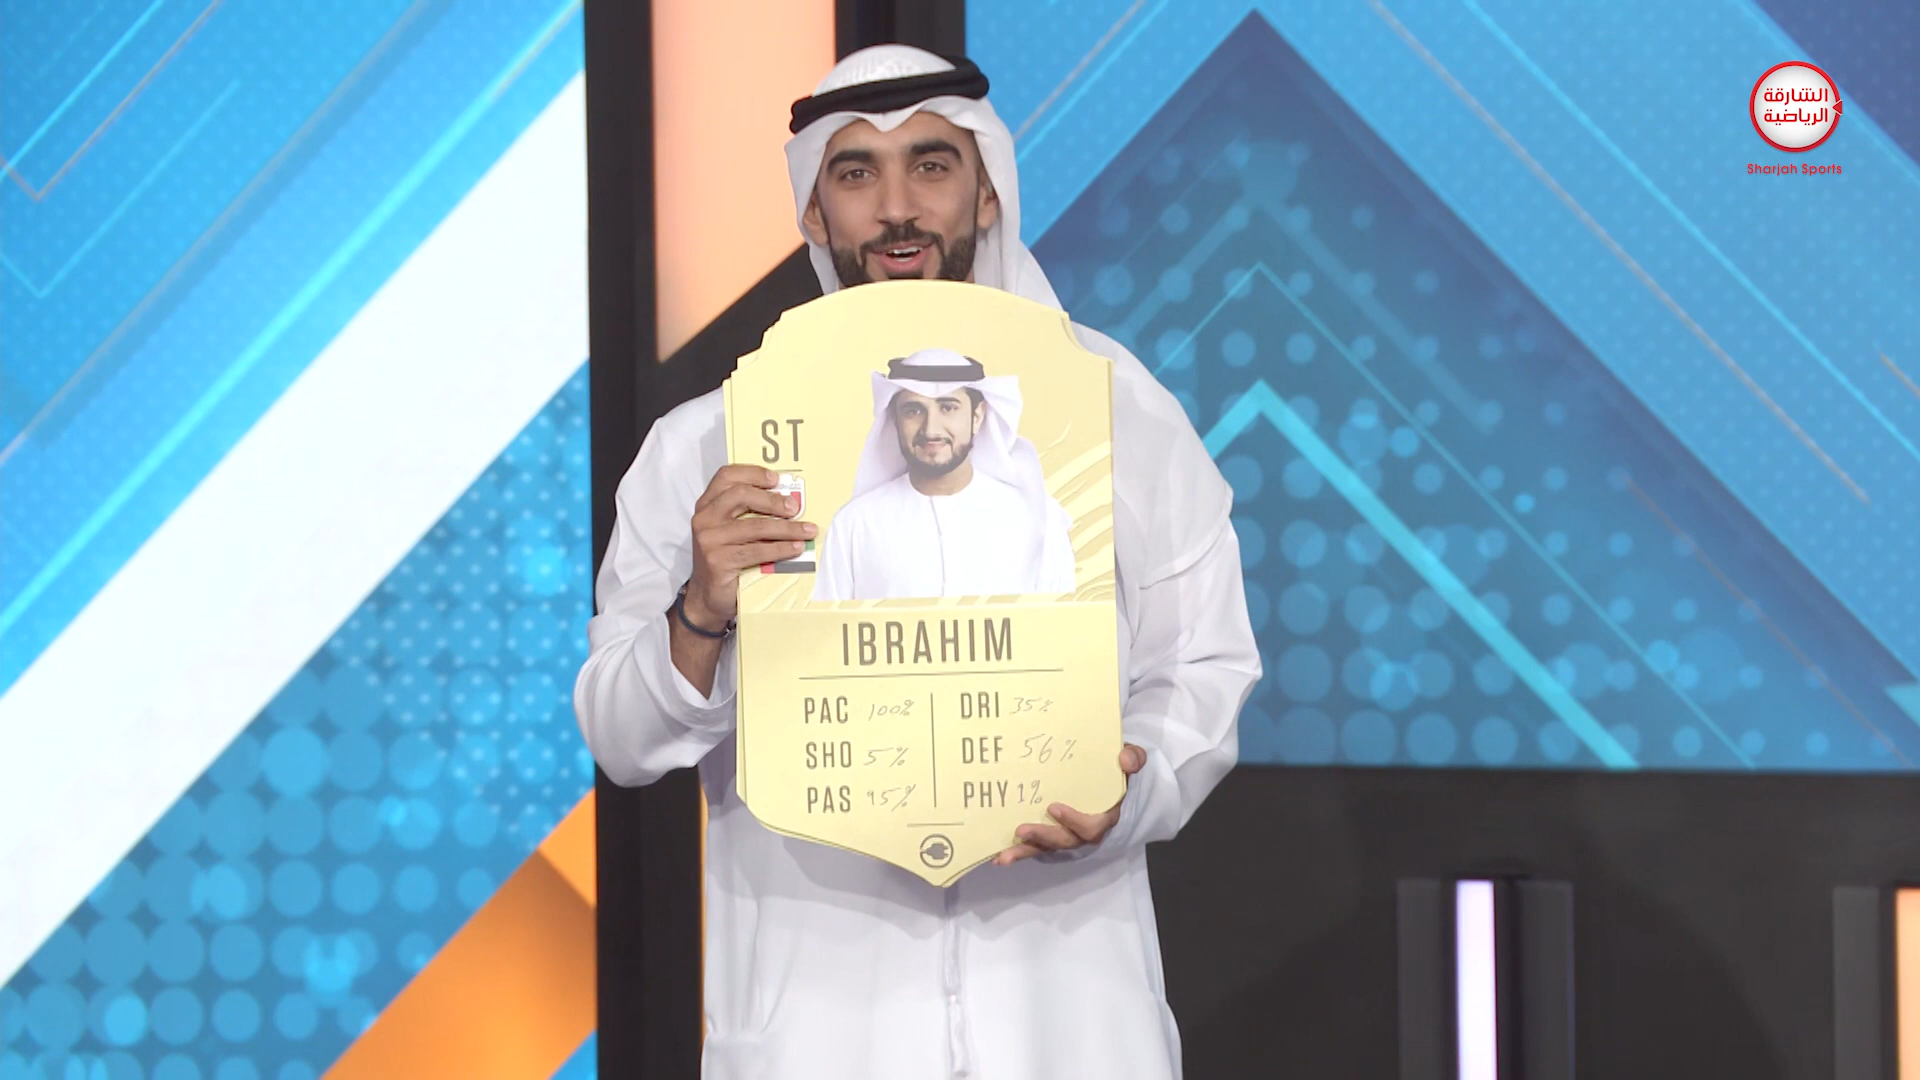 الشارقة
الرياضية
Sharjah Sports
ST
IBRAHIM
PAC 100%
SHO 5%
PAS 95%
DRI 35%
DEF 56%
PHY 1%